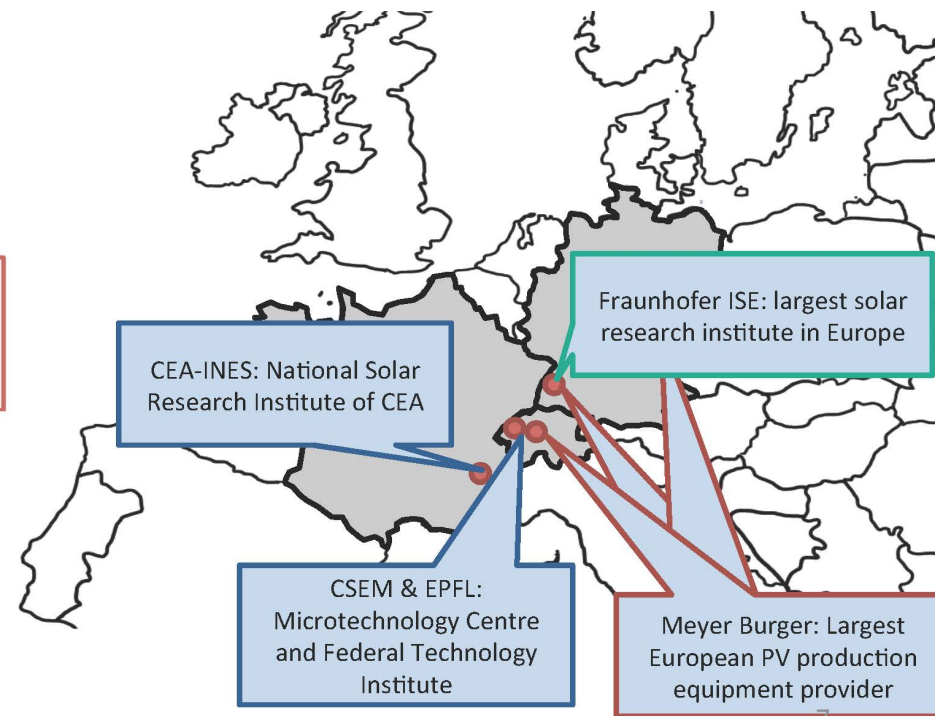 Fraunhofer ISE: largest solar
research institute in Europe
CEA-INES: National Solar
Research Institute of CEA
CSEM & EPFL:
Microtechnology Centre
and Federal Technology
Institute
Meyer Burger: Largest
European PV production
equipment provider